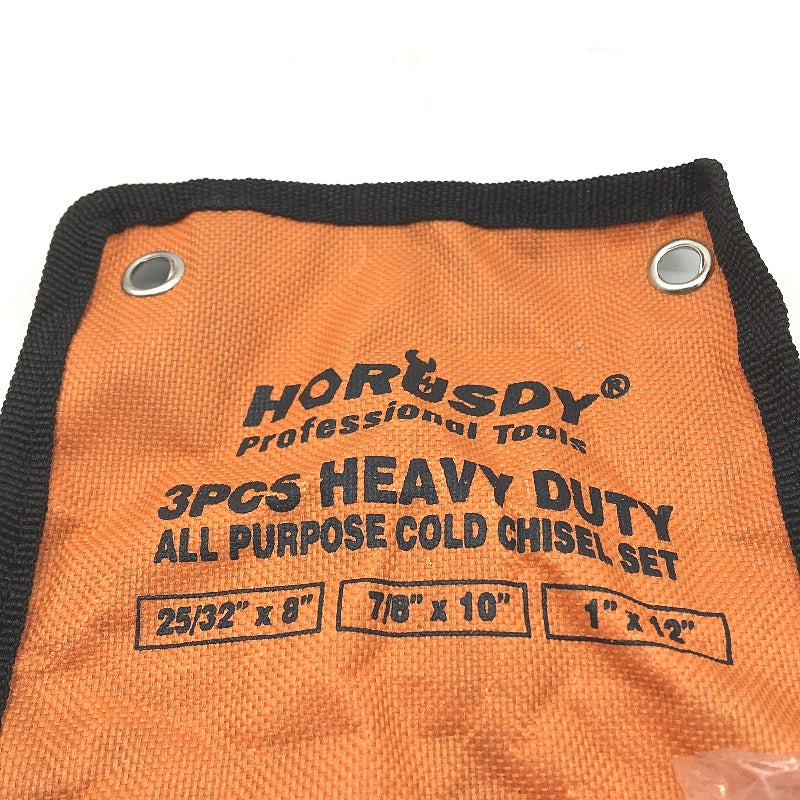 HORUSDY®
Professional Tools
3PCS HEAVY DUTY
ALL PURPOSE COLD CHISEL SET
25/32" x 8" 7/8" x 10" 1" x 12"